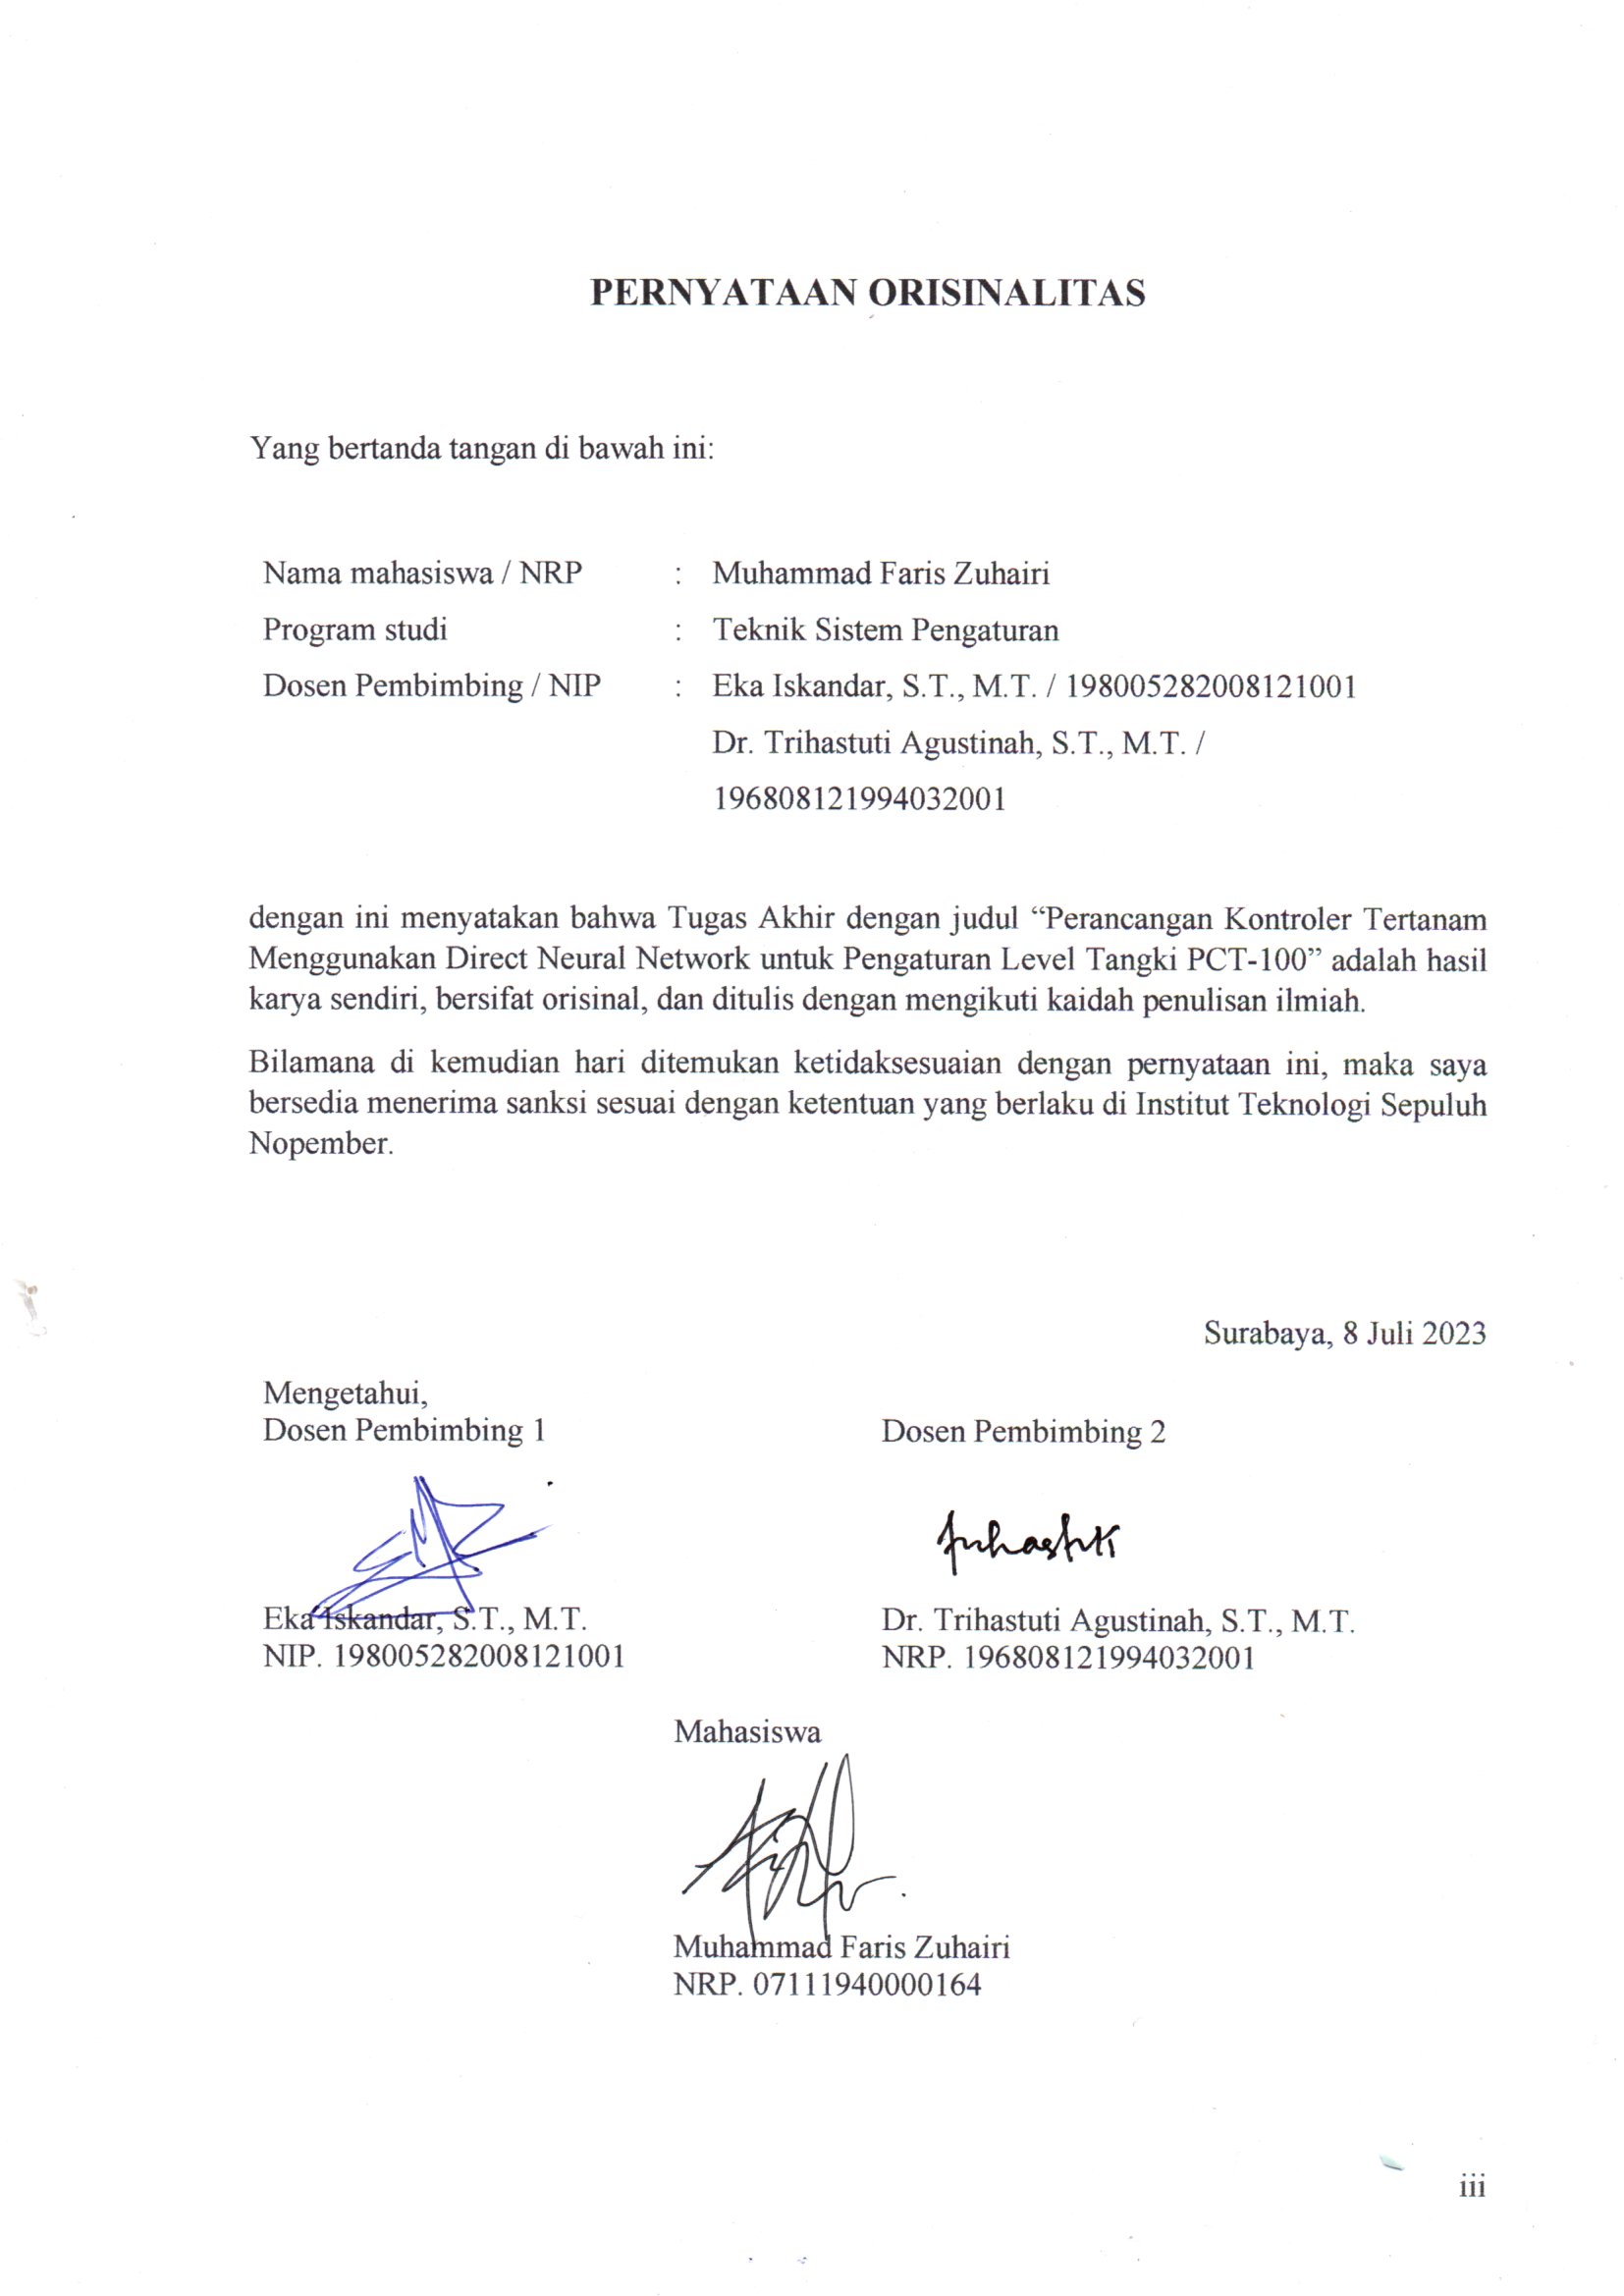 PERNYATAAN ORISINALITAS
Yang bertanda tangan di bawah ini:
Nama mahasiswa / NRP : Muhammad Faris Zuhairi
Program studi : Teknik Sistem Pengaturan
Dosen Pembimbing / NIP : Eka Iskandar, S.T., M.T. / 198005282008121001
Dr. Trihastuti Agustinah, S.T., M.T. /
196808121994032001
dengan ini menyatakan bahwa Tugas Akhir dengan judul “Perancangan Kontroler Tertanam
Menggunakan Direct Neural Network untuk Pengaturan Level Tangki PCT-100” adalah hasil
karya sendiri, bersifat orisinal, dan ditulis dengan mengikuti kaidah penulisan ilmiah.
Bilamana di kemudian hari ditemukan ketidaksesuaian dengan pernyataan ini, maka saya
bersedia menerima sanksi sesuai dengan ketentuan yang berlaku di Institut Teknologi Sepuluh
Nopember.
Surabaya, 8 Juli 2023
Mengetahui,
Dosen Pembimbing 1 Dosen Pembimbing 2
Eka Iskandar, S.T., M.T. Dr. Trihastuti Agustinah, S.T., M.T.
NIP. 198005282008121001 NRP. 196808121994032001
Mahasiswa
Muhammad Faris Zuhairi
NRP. 07111940000164
iii